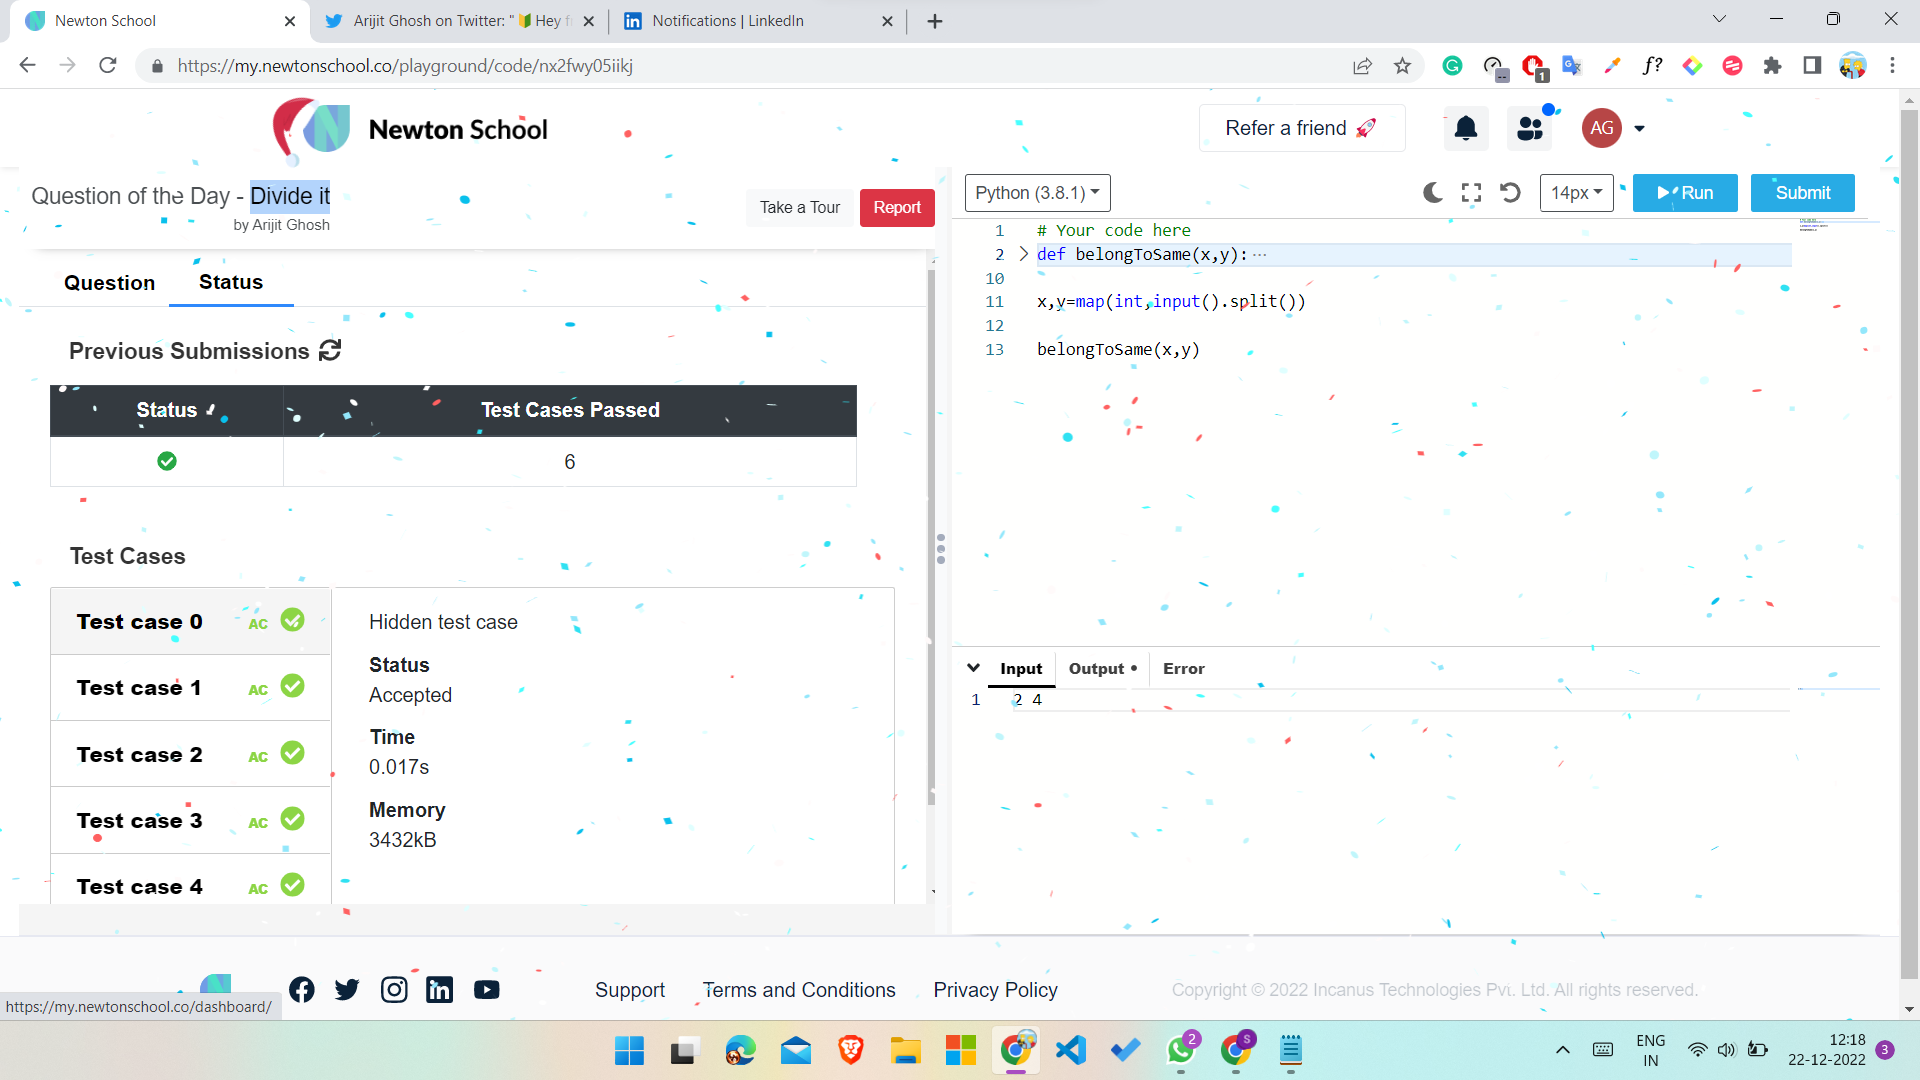 Newton School
Arijit Ghosh on Twitter: "🔰 Hey f
Notifications | LinkedIn
https://my.newtonschool.co/playground/code/nx2fwy05iikj
1
f?
Newton School
Refer a friend 🚀
AG
Question of the Day - Divide it
by Arijit Ghosh
Take a Tour
Report
Python (3.8.1)
14px
Run
Submit
Question
Status
1 # Your code here
2 def belongToSame(x,y): ...
10
11 x,y=map(int,input().split())
12
13 belongToSame(x,y)
Previous Submissions
Status
Test Cases Passed
6
Test Cases
Test case 0 AC
Test case 1 AC
Test case 2 AC
Test case 3 AC
Test case 4 AC
Hidden test case
Status
Accepted
Time
0.017s
Memory
3432kB
Input
Output •
Error
1 2 4
Support
Terms and Conditions
Privacy Policy
Copyright © 2022 Incanus Technologies Pvt. Ltd. All rights reserved.
https://my.newtonschool.co/dashboard/
2
S
ENG
IN
12:18
22-12-2022
3